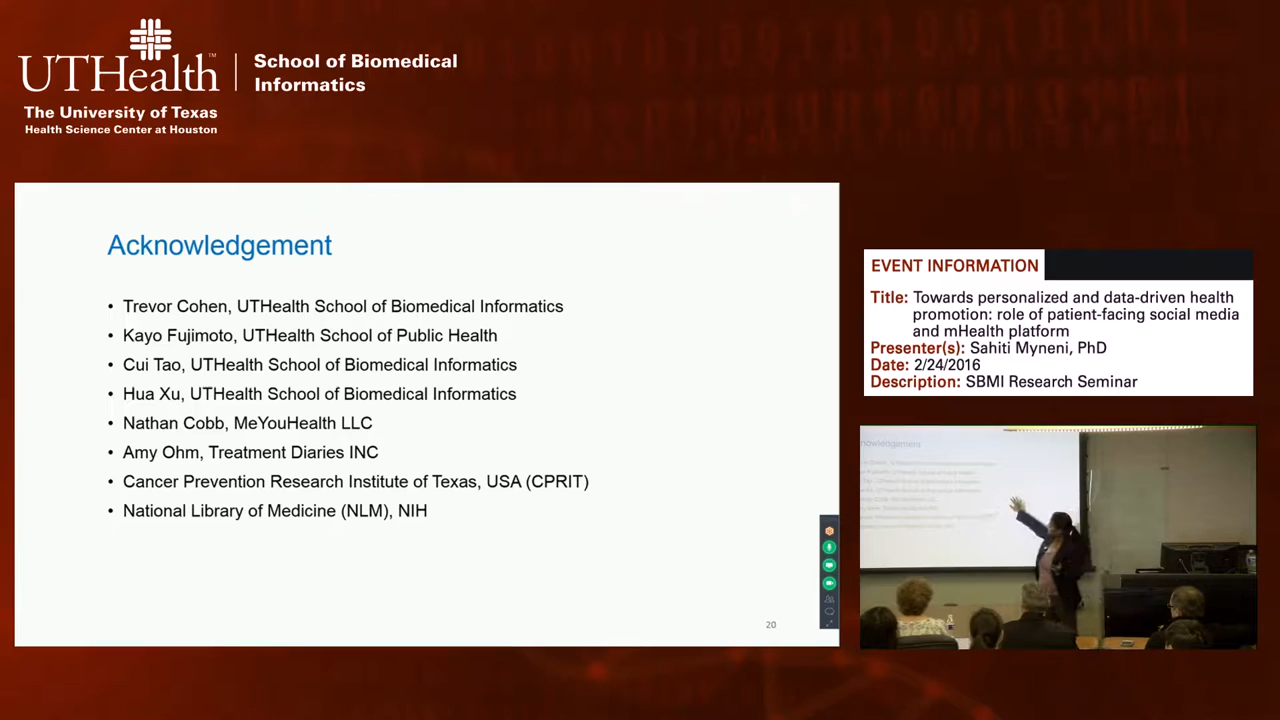 UTHealth™
The University of Texas
Health Science Center at Houston
School of Biomedical
Informatics
Acknowledgement
• Trevor Cohen, UTHealth School of Biomedical Informatics
• Kayo Fujimoto, UTHealth School of Public Health
• Cui Tao, UTHealth School of Biomedical Informatics
• Hua Xu, UTHealth School of Biomedical Informatics
• Nathan Cobb, MeYouHealth LLC
• Amy Ohm, Treatment Diaries INC
• Cancer Prevention Research Institute of Texas, USA (CPRIT)
• National Library of Medicine (NLM), NIH
20
EVENT INFORMATION
Title: Towards personalized and data-driven health
promotion: role of patient-facing social media
and mHealth platform
Presenter(s): Sahiti Myneni, PhD
Date: 2/24/2016
Description: SBMI Research Seminar